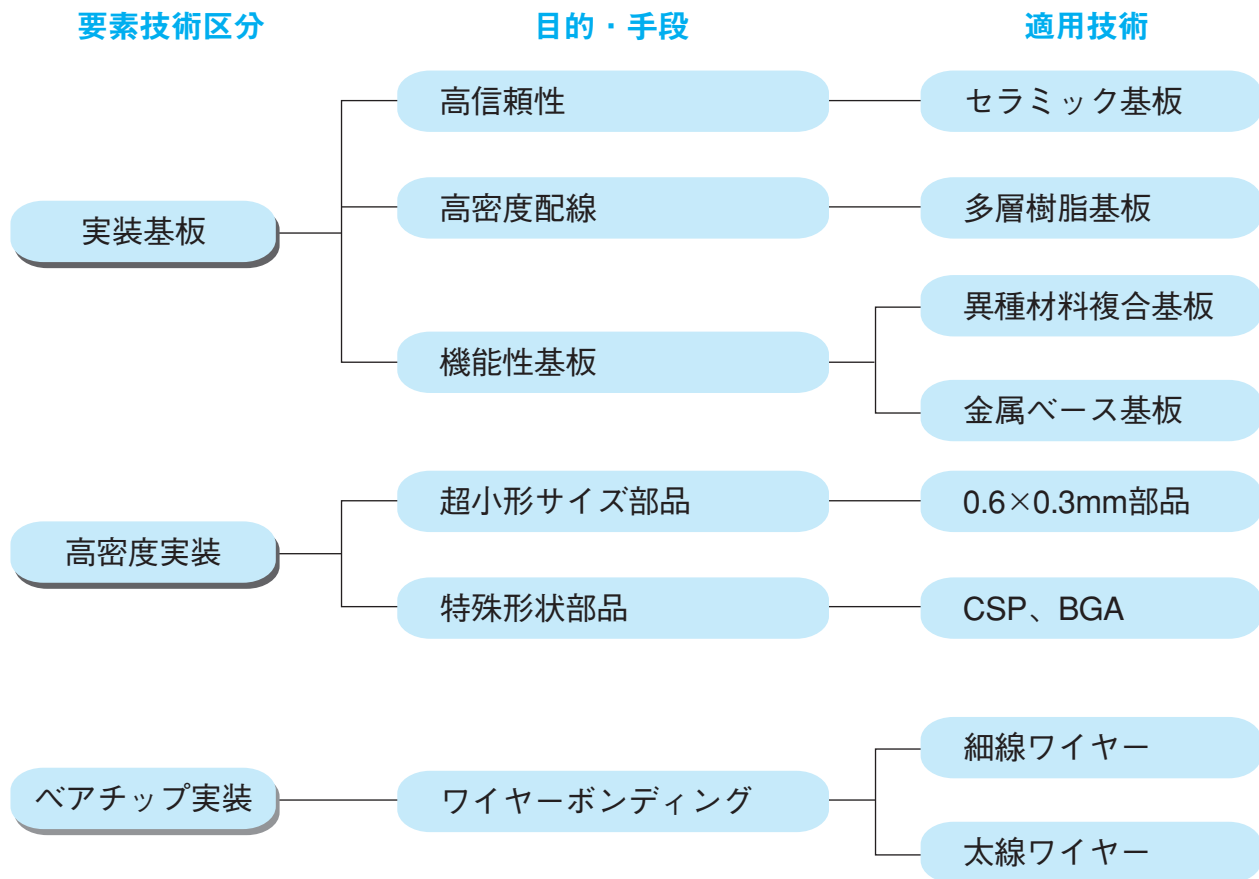 要素技術区分
目的・手段
適用技術
実装基板
高信頼性
セラミック基板
高密度配線
多層樹脂基板
機能性基板
異種材料複合基板
金属ベース基板
高密度実装
超小形サイズ部品
0.6×0.3mm部品
特殊形状部品
CSP、BGA
ベアチップ実装
ワイヤーボンディング
細線ワイヤー
太線ワイヤー